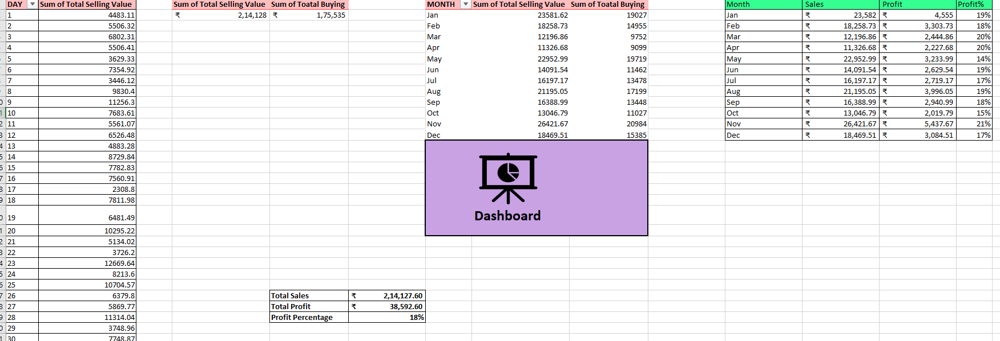 DAY Sum of Total Selling Value Sum of Total Selling Value Sum of Toatal Buying MONTH Sum of Total Selling Value Sum of Toatal Buying Month Sales Profit Profit%
1 4483.11 ₹ 2,14,128 ₹ 1,75,535 Jan 23581.62 19027 Jan ₹ 23,582 ₹ 4,555 19%
2 5506.32 Feb 18258.73 14955 Feb ₹ 18,258.73 ₹ 3,303.73 18%
3 6802.31 Mar 12196.86 9752 Mar ₹ 12,196.86 ₹ 2,444.86 20%
4 5506.41 Apr 11326.68 9099 Apr ₹ 11,326.68 ₹ 2,227.68 20%
5 3629.33 May 22952.99 19719 May ₹ 22,952.99 ₹ 3,233.99 14%
6 7354.92 Jun 14091.54 11462 Jun ₹ 14,091.54 ₹ 2,629.54 19%
7 3446.12 Jul 16197.17 13478 Jul ₹ 16,197.17 ₹ 2,719.17 17%
8 9830.4 Aug 21195.05 17199 Aug ₹ 21,195.05 ₹ 3,996.05 19%
9 11256.3 Sep 16388.99 13448 Sep ₹ 16,388.99 ₹ 2,940.99 18%
10 7683.61 Oct 13046.79 11027 Oct ₹ 13,046.79 ₹ 2,019.79 15%
11 5561.07 Nov 26421.67 20984 Nov ₹ 26,421.67 ₹ 5,437.67 21%
12 6526.48 Dec 18469.51 15385 Dec ₹ 18,469.51 ₹ 3,084.51 17%
13 4883.28
14 8729.84
15 7782.83
16 7560.91
17 2308.8
18 7811.98
19 6481.49 Dashboard
20 10295.22
21 5134.02
22 3726.2
23 12669.64
24 8213.6
25 10704.57
26 6379.8 Total Sales ₹ 2,14,127.60
27 5869.77 Total Profit ₹ 38,592.60
28 11314.04 Profit Percentage 18%
29 3748.96
30 7748.87